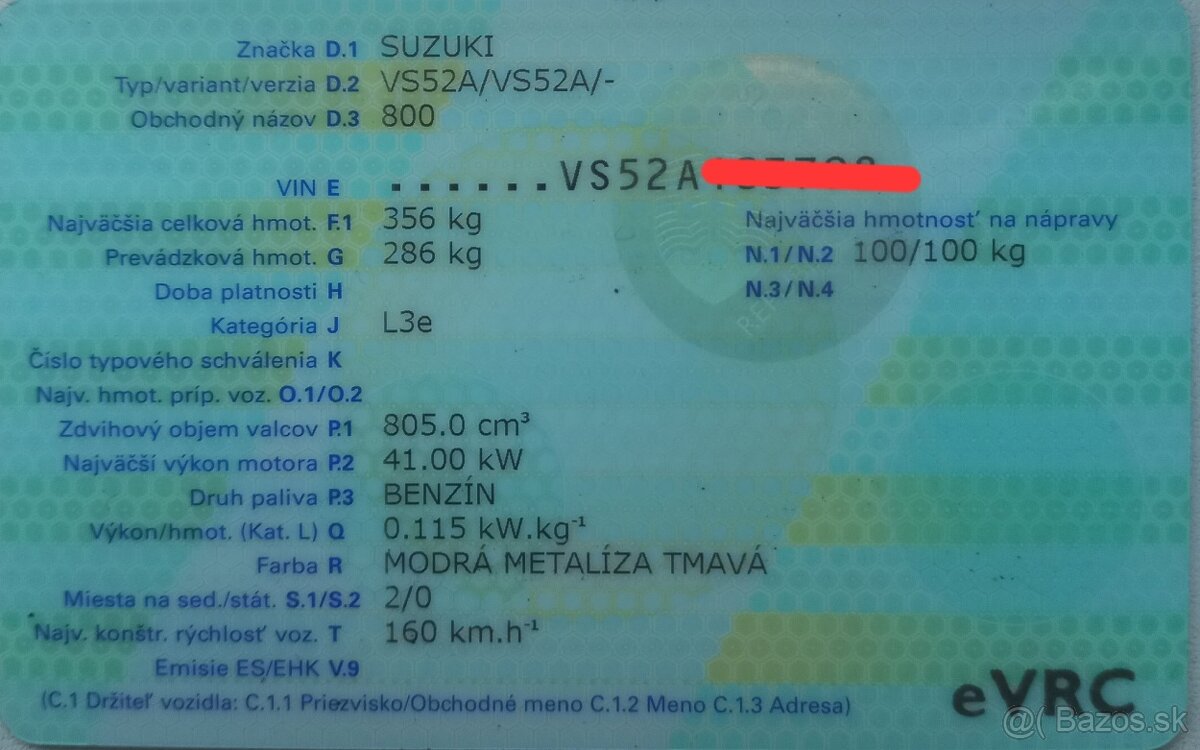 Značka D.1 SUZUKI
Typ/variant/verzia D.2 VS52A/VS52A/-
Obchodný názov D.3 800
VIN E ......VS52A
Najväčšia celková hmot. F.1 356 kg
Najväčšia hmotnosť na nápravy
Prevádzková hmot. G 286 kg
N.1/N.2 100/100 kg
Doba platnosti H
N.3/N.4
Kategória J L3e
Číslo typového schválenia K
Najv. hmot. príp. voz. O.1/O.2
Zdvihový objem valcov P.1 805.0 cm³
Najväčší výkon motora P.2 41.00 kW
Druh paliva P.3 BENZÍN
Výkon/hmot. (Kat. L) Q 0.115 kW.kg⁻¹
Farba R MODRÁ METALÍZA TMAVÁ
Miesta na sed./stát. S.1/S.2 2/0
Najv. konštr. rýchlosť voz. T 160 km.h⁻¹
Emisie ES/EHK V.9
(C.1 Držiteľ vozidla: C.1.1 Priezvisko/Obchodné meno C.1.2 Meno C.1.3 Adresa)
eVRC
@( Bazos.sk